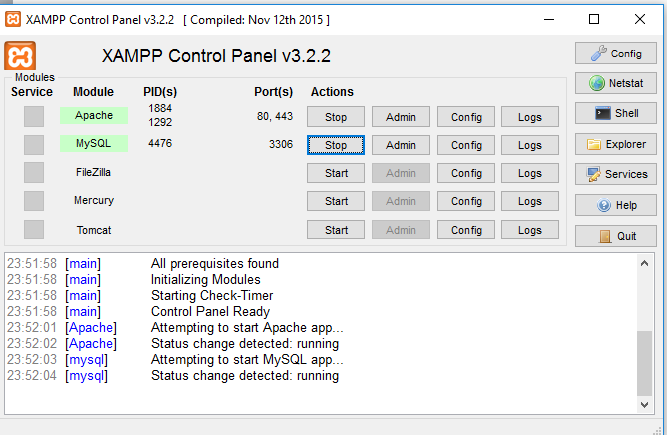 XAMPP Control Panel v3.2.2 [ Compiled: Nov 12th 2015 ]
XAMPP Control Panel v3.2.2
Config
Modules
Service Module PID(s) Port(s) Actions
Netstat
Apache 1884 1292 80, 443 Stop Admin Config Logs
Shell
MySQL 4476 3306 Stop Admin Config Logs
Explorer
FileZilla Start Admin Config Logs
Services
Mercury Start Admin Config Logs
Help
Tomcat Start Admin Config Logs
Quit
23:51:58 [main] All prerequisites found
23:51:58 [main] Initializing Modules
23:51:58 [main] Starting Check-Timer
23:51:58 [main] Control Panel Ready
23:52:01 [Apache] Attempting to start Apache app...
23:52:02 [Apache] Status change detected: running
23:52:03 [mysql] Attempting to start MySQL app...
23:52:04 [mysql] Status change detected: running